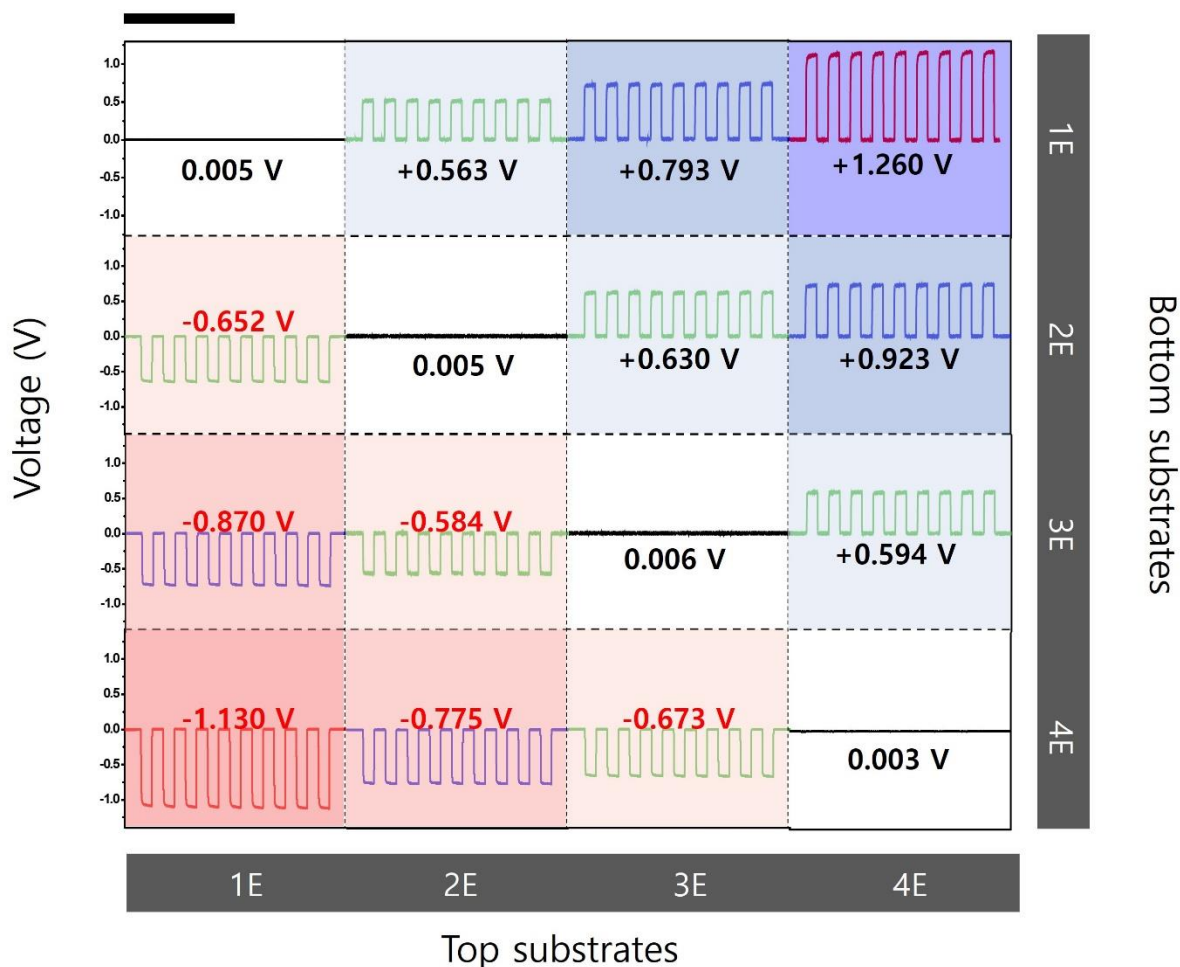 1.0
0.5
0.0
-0.5
-1.0
0.005 V
+0.563 V
+0.793 V
+1.260 V
1E
1.0
0.5
0.0
-0.5
-1.0
-0.652 V
0.005 V
+0.630 V
+0.923 V
2E
1.0
0.5
0.0
-0.5
-1.0
-0.870 V
-0.584 V
0.006 V
+0.594 V
3E
1.0
0.5
0.0
-0.5
-1.0
-1.130 V
-0.775 V
-0.673 V
0.003 V
4E
Voltage (V)
Bottom substrates
1E
2E
3E
4E
Top substrates